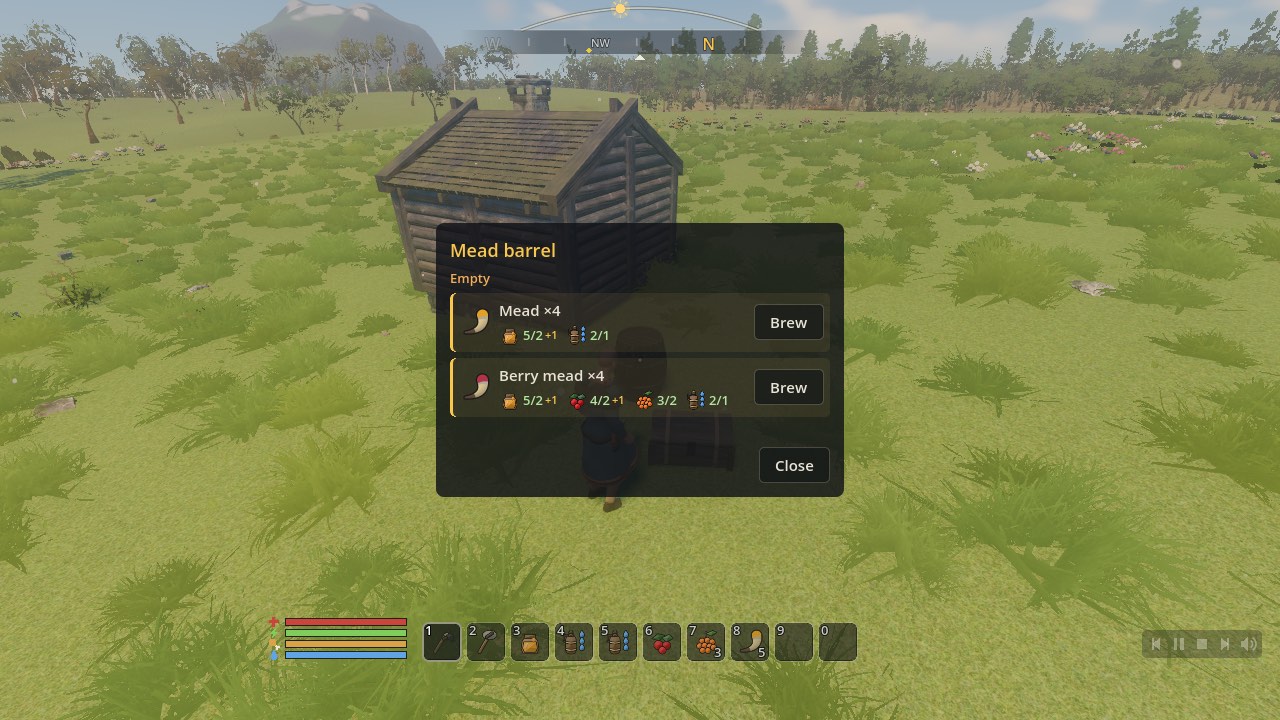 W NW N
Mead barrel
Empty
Mead ×4
5/2 +1 2/1
Brew
Berry mead ×4
5/2 +1 4/2 +1 3/2 2/1
Brew
Close
1 2 3 4 5 6 7 8 9 0
3 5